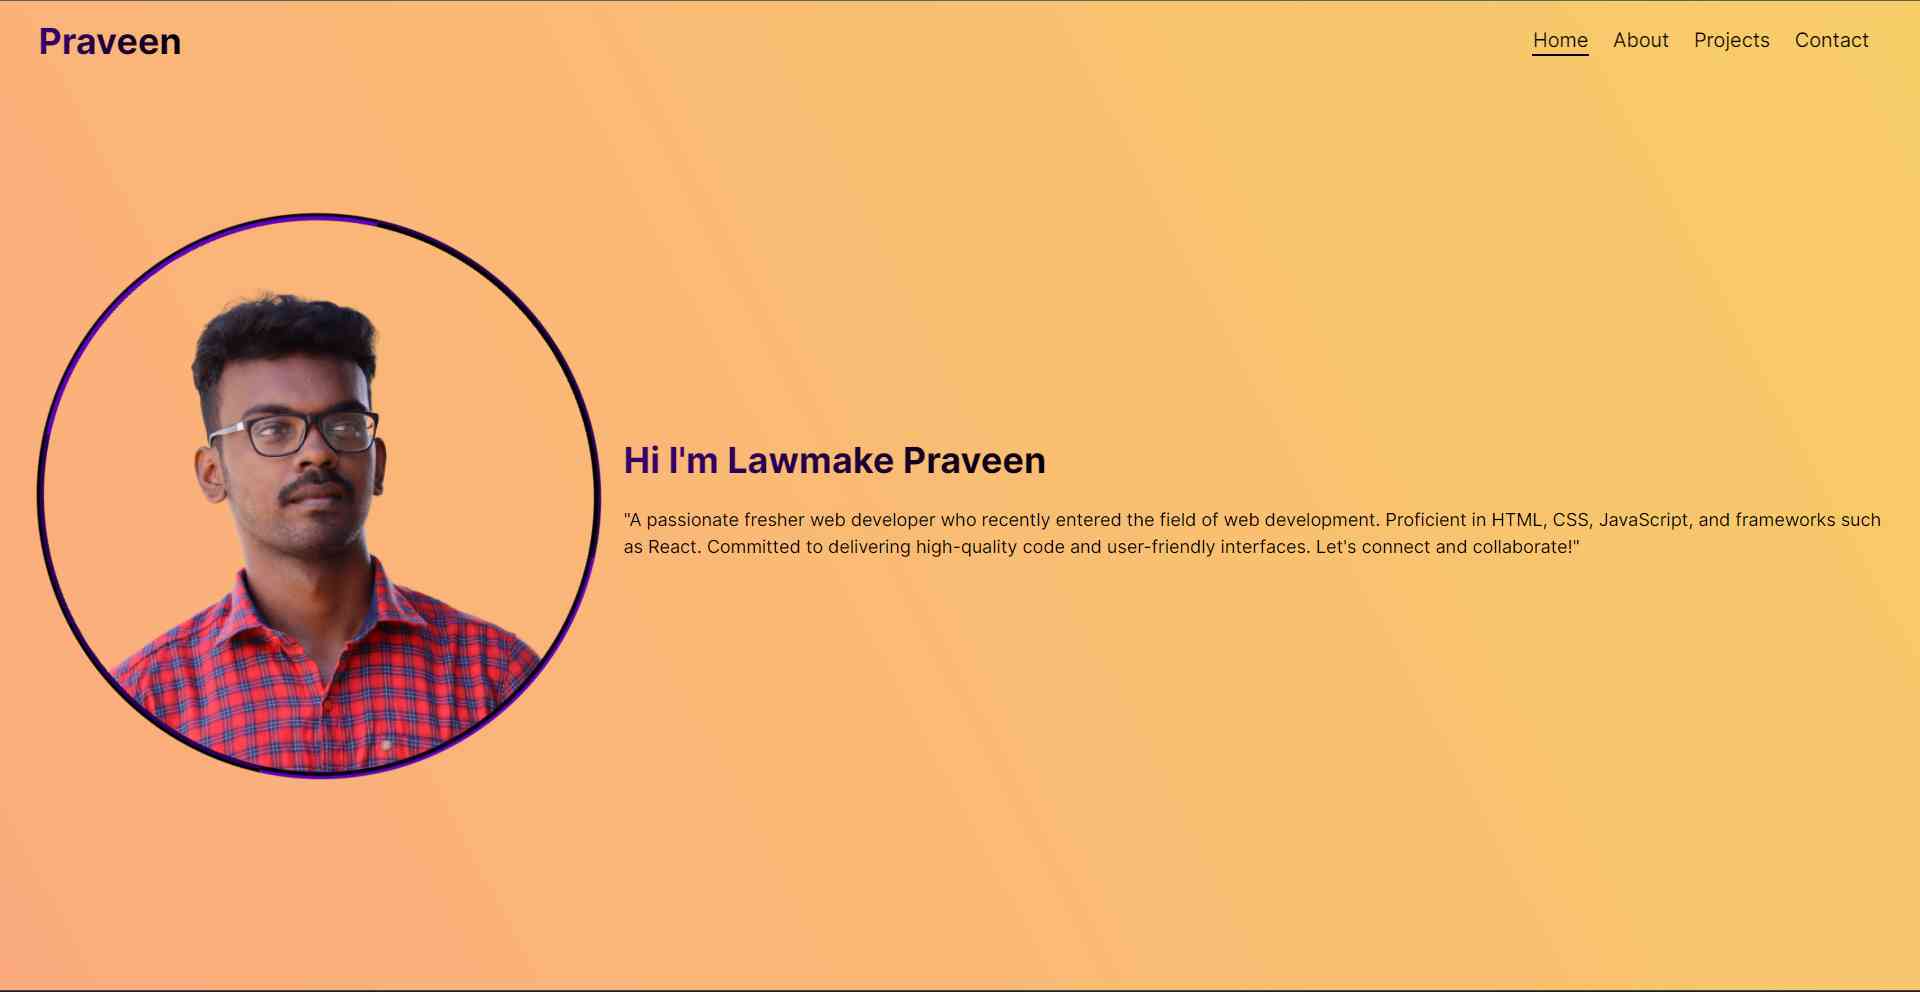 Praveen
Home About Projects Contact
Hi I'm Lawmake Praveen
"A passionate fresher web developer who recently entered the field of web development. Proficient in HTML, CSS, JavaScript, and frameworks such
as React. Committed to delivering high-quality code and user-friendly interfaces. Let's connect and collaborate!"